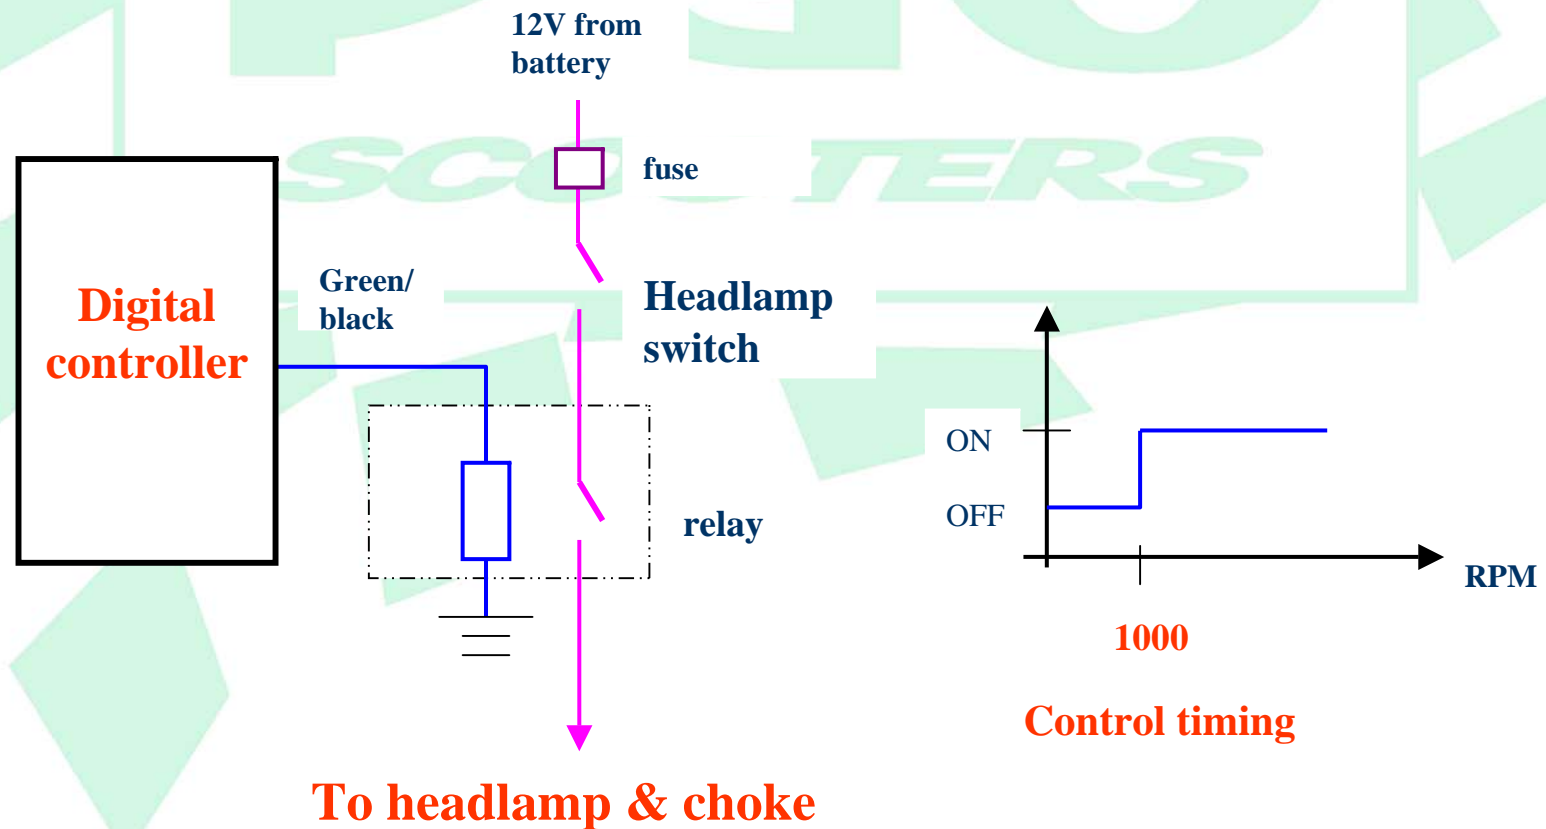 12V from
battery
SCOOTERS
fuse
Green/
black
Digital
controller
Headlamp
switch
ON
OFF
relay
RPM
1000
Control timing
To headlamp & choke